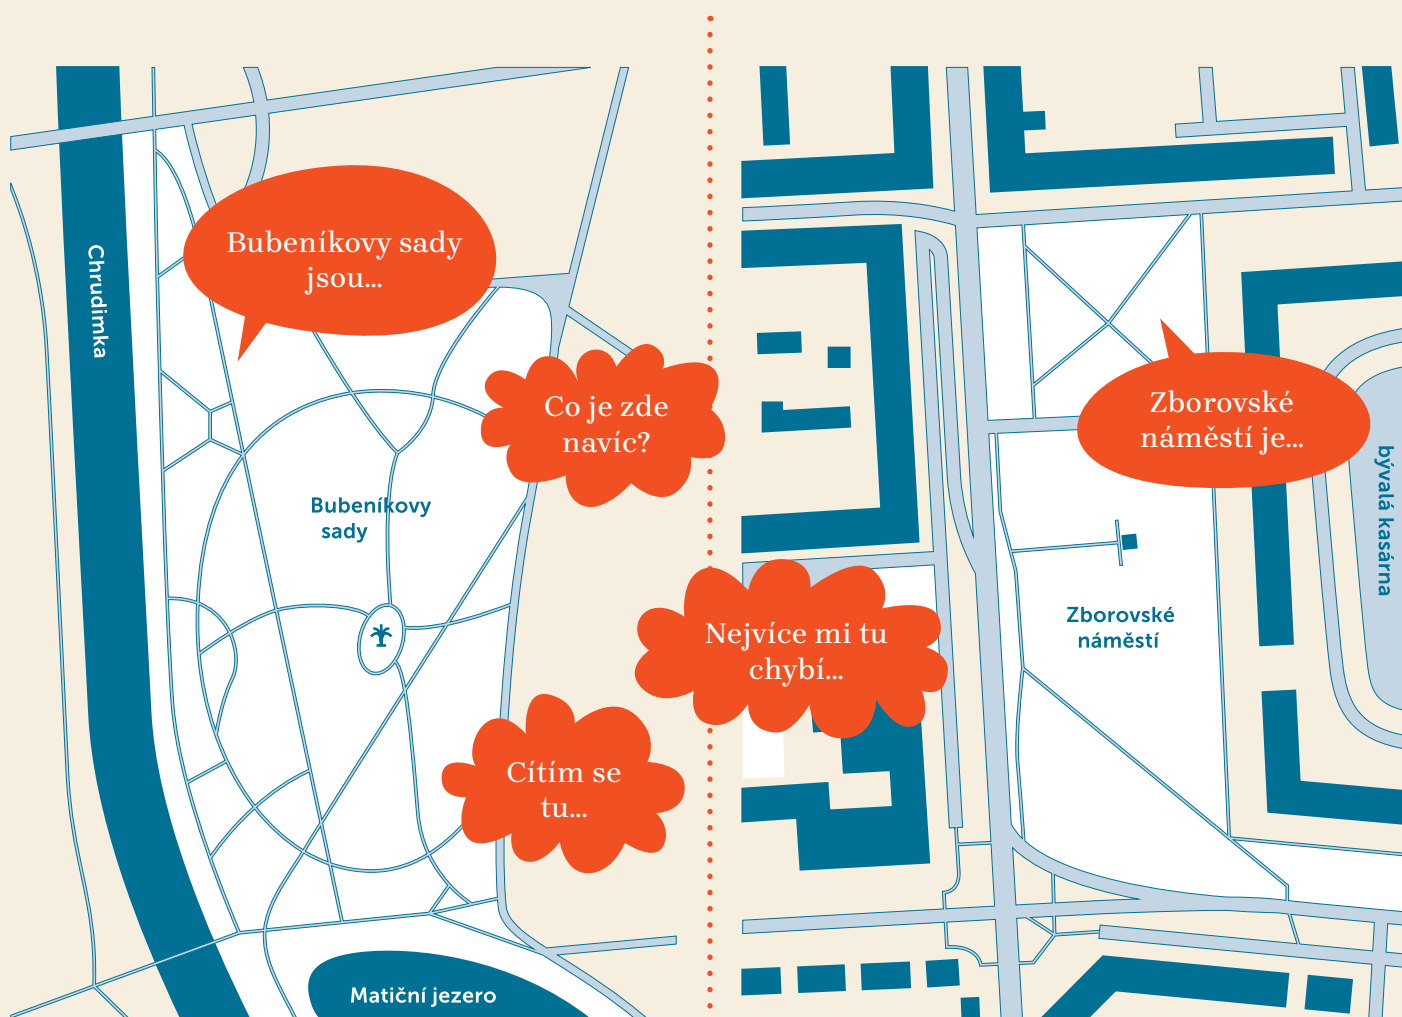 Chrudimka
Bubeníkovy sady
jsou...
Co je zde
navíc?
Bubeníkovy
sady
Cítím se
tu...
Matiční jezero
Nejvíce mi tu
chybí...
Zborovské
náměstí je...
bývalá kasárna
Zborovské
náměstí